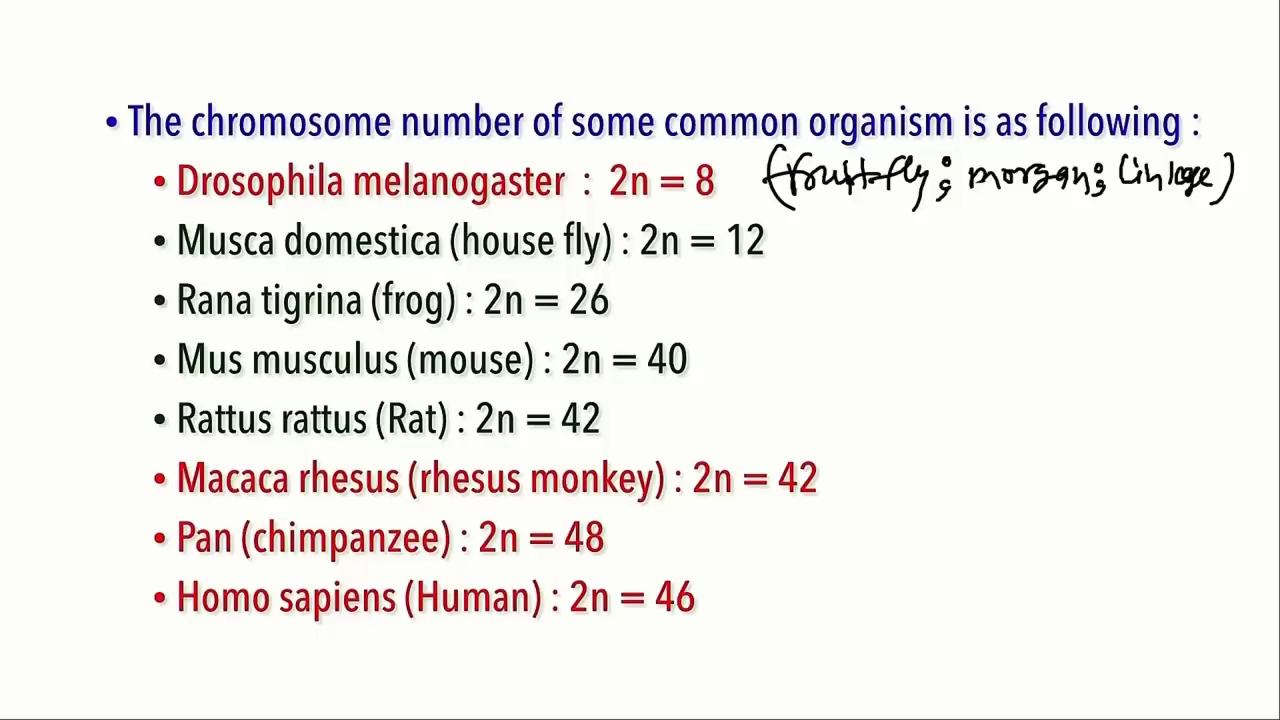 • The chromosome number of some common organism is as following :
• Drosophila melanogaster : 2n = 8 (fruit-fly; morgan; linkage)
• Musca domestica (house fly) : 2n = 12
• Rana tigrina (frog) : 2n = 26
• Mus musculus (mouse) : 2n = 40
• Rattus rattus (Rat) : 2n = 42
• Macaca rhesus (rhesus monkey) : 2n = 42
• Pan (chimpanzee) : 2n = 48
• Homo sapiens (Human) : 2n = 46